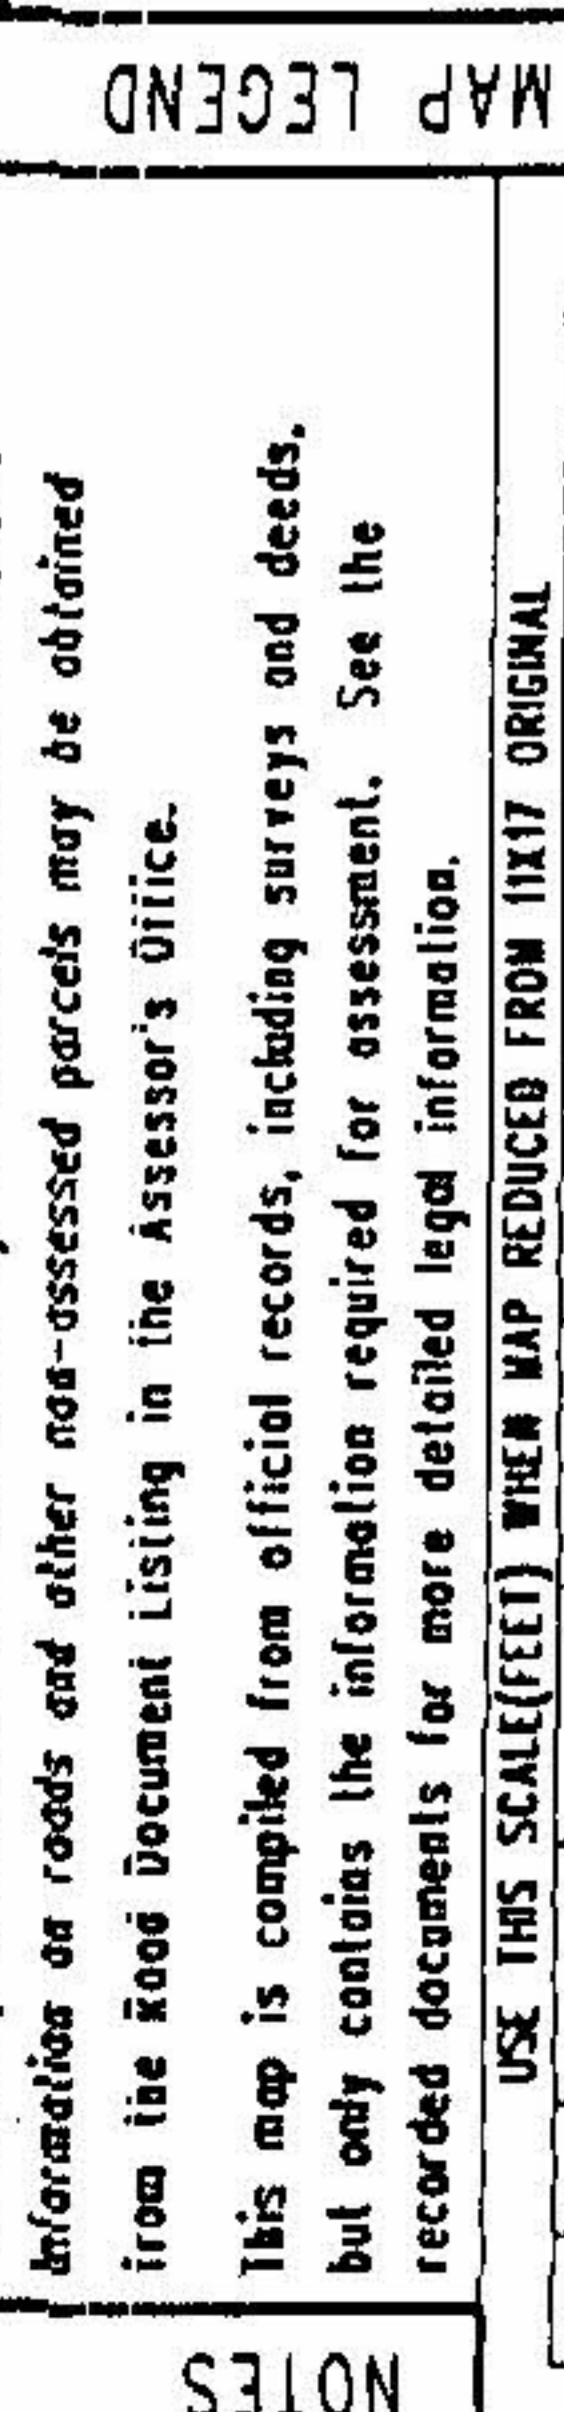 MAP LEGEND
Information on roads and other non-assessed parcels may be obtained
from the Road Document Listing in the Assessor's Office.
This map is compiled from official records, including surveys and deeds,
but only contains the information required for assessment. See the
recorded documents for more detailed legal information.
USE THIS SCALE(FEET) WHEN MAP REDUCED FROM 11X17 ORIGINAL
NOTES